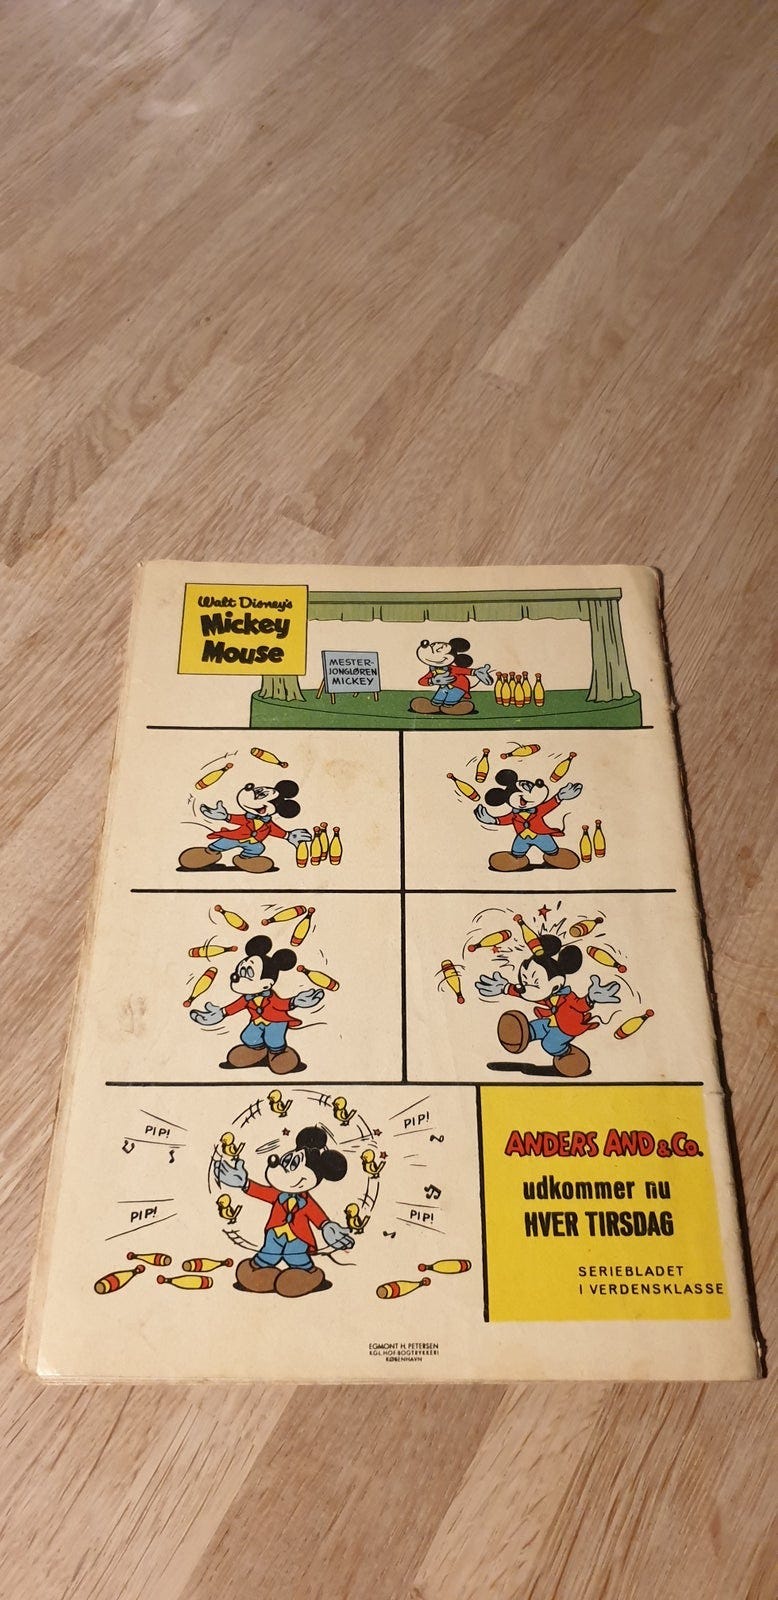 Walt Disney's
Mickey
Mouse
MESTER-
JONGLØREN
MICKEY
PIP!
PIP!
PIP!
PIP!
ANDERS AND & Co.
udkommer nu
HVER TIRSDAG
SERIEBLADET
I VERDENSKLASSE
EGMONT H. PETERSEN
KGL. HOF-BOGTRYKKERI
KØBENHAVN